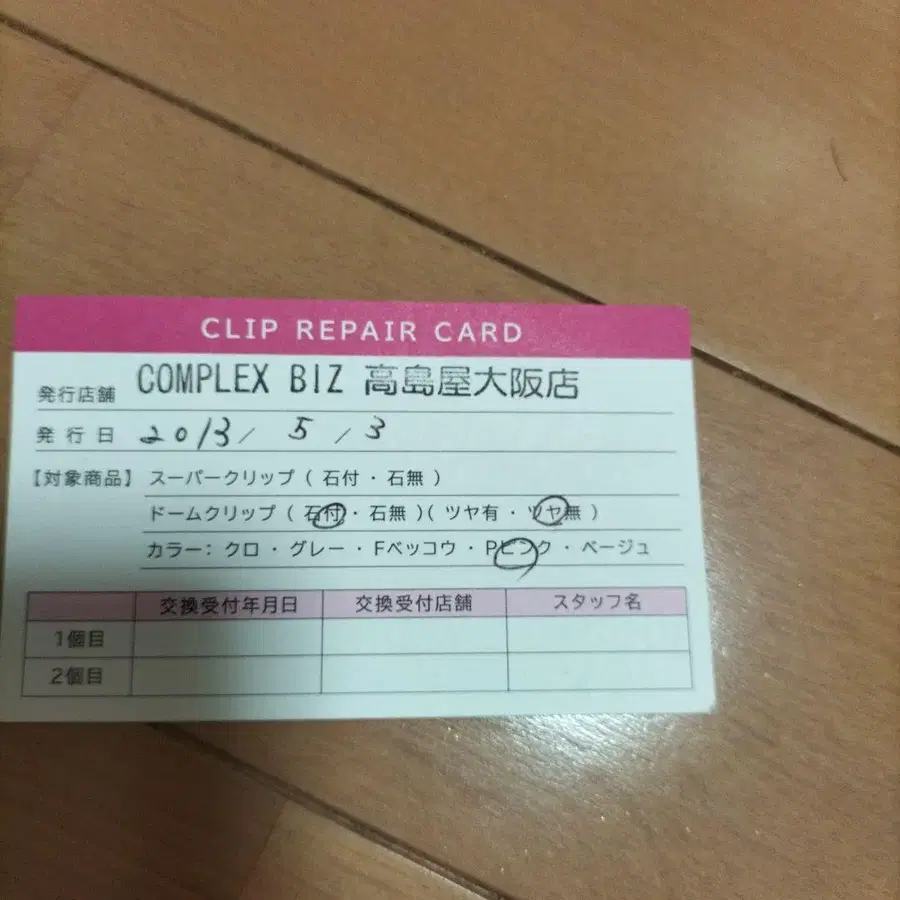 CLIP REPAIR CARD
発行店舗 COMPLEX BIZ 高島屋大阪店
発行日 2013/5/3
【対象商品】 スーパークリップ ( 石付・石無 )
ドームクリップ ( 石付・石無 )( ツヤ有・ツヤ無 )
カラー：クロ・グレー・Fベッコウ・Pピンク・ベージュ
交換受付年月日 交換受付店舗 スタッフ名
1個目
2個目